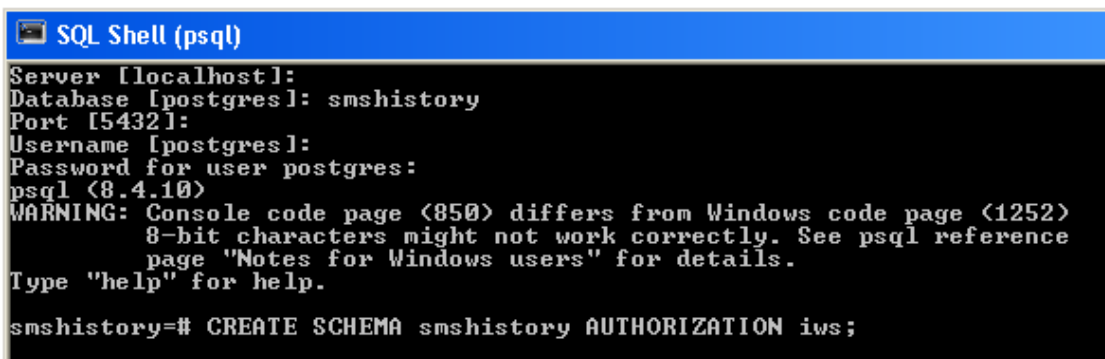 SQL Shell (psql)
Server [localhost]:
Database [postgres]: smshistory
Port [5432]:
Username [postgres]:
Password for user postgres:
psql (8.4.10)
WARNING: Console code page (850) differs from Windows code page (1252)
8-bit characters might not work correctly. See psql reference
page "Notes for Windows users" for details.
Type "help" for help.
smshistory=# CREATE SCHEMA smshistory AUTHORIZATION iws;